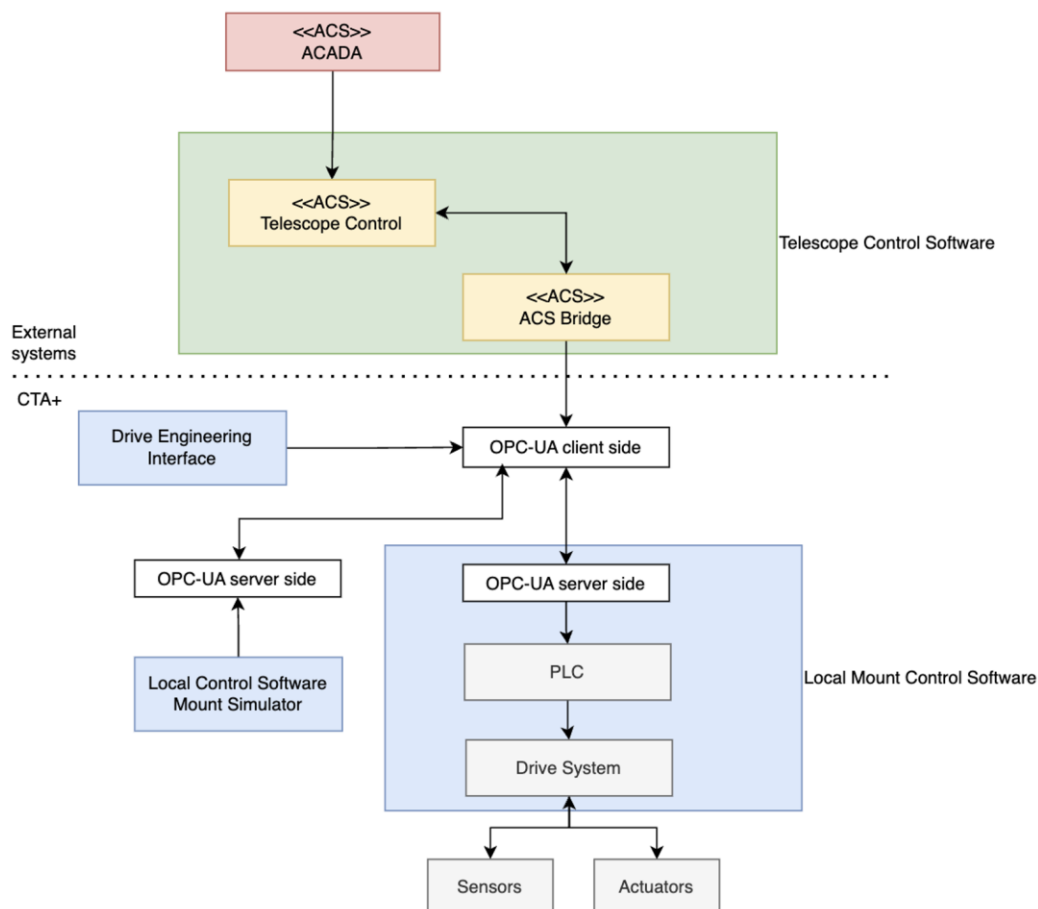 <<ACS>>
ACADA
<<ACS>>
Telescope Control
Telescope Control Software
<<ACS>>
ACS Bridge
External
systems
CTA+
Drive Engineering
Interface
OPC-UA client side
OPC-UA server side
OPC-UA server side
PLC
Local Control Software
Mount Simulator
Local Mount Control Software
Drive System
Sensors
Actuators